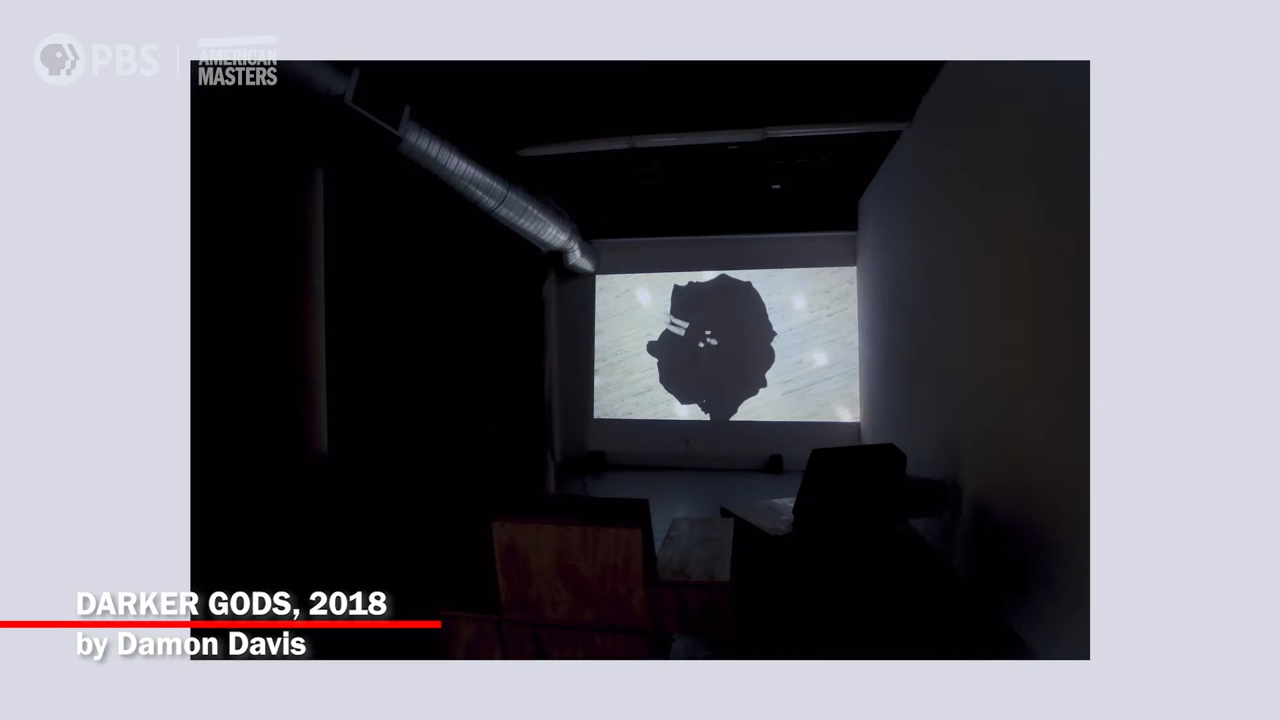 PBS
AMERICAN
MASTERS
DARKER GODS, 2018
by Damon Davis